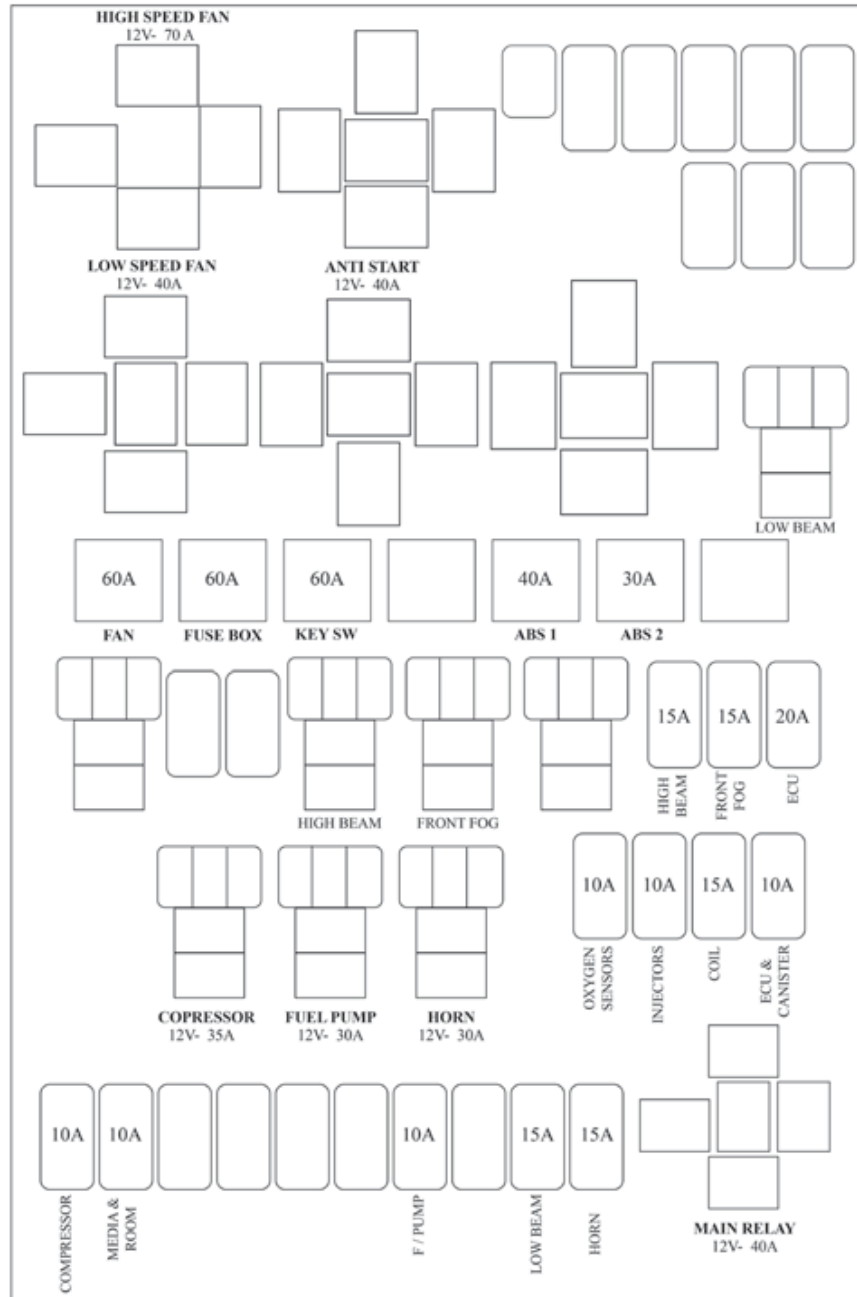 HIGH SPEED FAN
12V- 70 A
LOW SPEED FAN
12V- 40A
ANTI START
12V- 40A
LOW BEAM
60A
60A
60A
40A
30A
FAN
FUSE BOX
KEY SW
ABS 1
ABS 2
15A
15A
20A
HIGH
BEAM
FRONT
FOG
ECU
HIGH BEAM
FRONT FOG
10A
10A
15A
10A
OXYGEN
SENSORS
INJECTORS
COIL
ECU &
CANISTER
COPRESSOR
12V- 35A
FUEL PUMP
12V- 30A
HORN
12V- 30A
10A
10A
10A
15A
15A
COMPRESSOR
MEDIA &
ROOM
F / PUMP
LOW BEAM
HORN
MAIN RELAY
12V- 40A